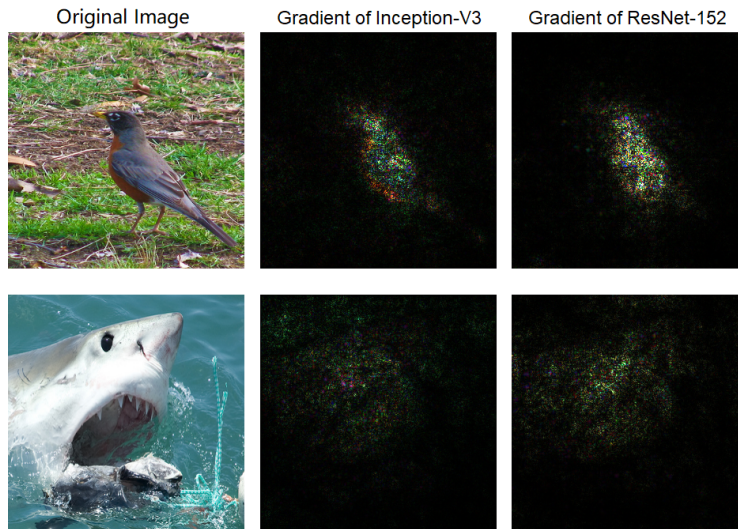 Original Image
Gradient of Inception-V3
Gradient of ResNet-152